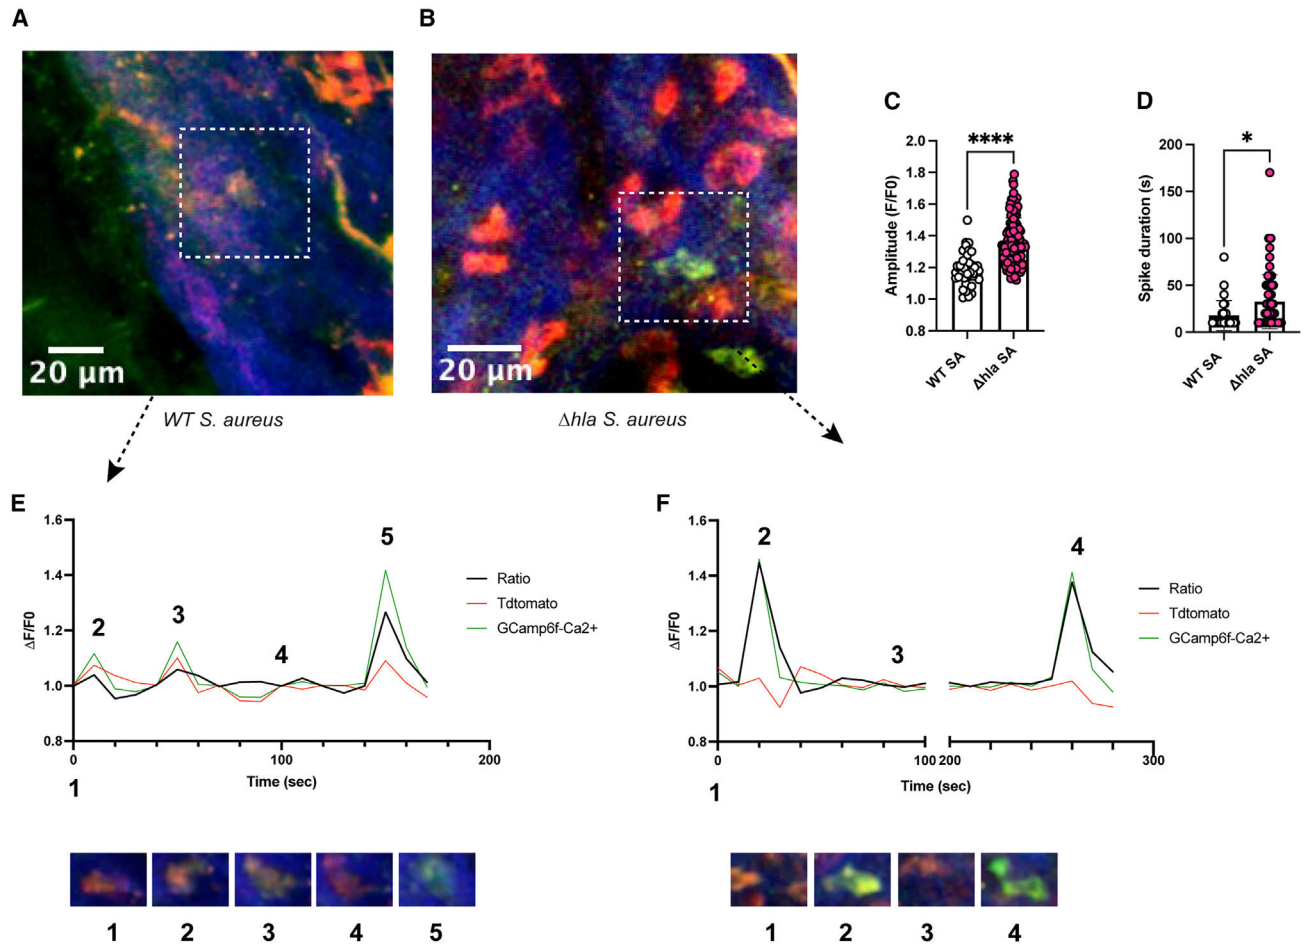 A
B
20 μm
20 μm
WT S. aureus
Δhla S. aureus
C
****
Amplitude (F/F0)
2.0
1.8
1.6
1.4
1.2
1.0
0.8
WT SA
Δhla SA
D
*
Spike duration (s)
200
150
100
50
0
WT SA
Δhla SA
E
ΔF/F0
1.6
1.4
1.2
1.0
0.8
2
3
4
5
Ratio
Tdtomato
GCamp6f-Ca2+
0
100
200
Time (sec)
1
1
2
3
4
5
F
ΔF/F0
1.6
1.4
1.2
1.0
0.8
2
3
4
Ratio
Tdtomato
GCamp6f-Ca2+
0
100
200
300
Time (sec)
1
1
2
3
4